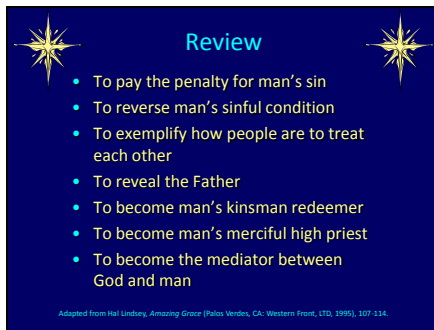 Review
• To pay the penalty for man's sin
• To reverse man's sinful condition
• To exemplify how people are to treat
each other
• To reveal the Father
• To become man's kinsman redeemer
• To become man's merciful high priest
• To become the mediator between
God and man
Adapted from Hal Lindsey, Amazing Grace (Palos Verdes, CA: Western Front, LTD, 1995), 107-114.